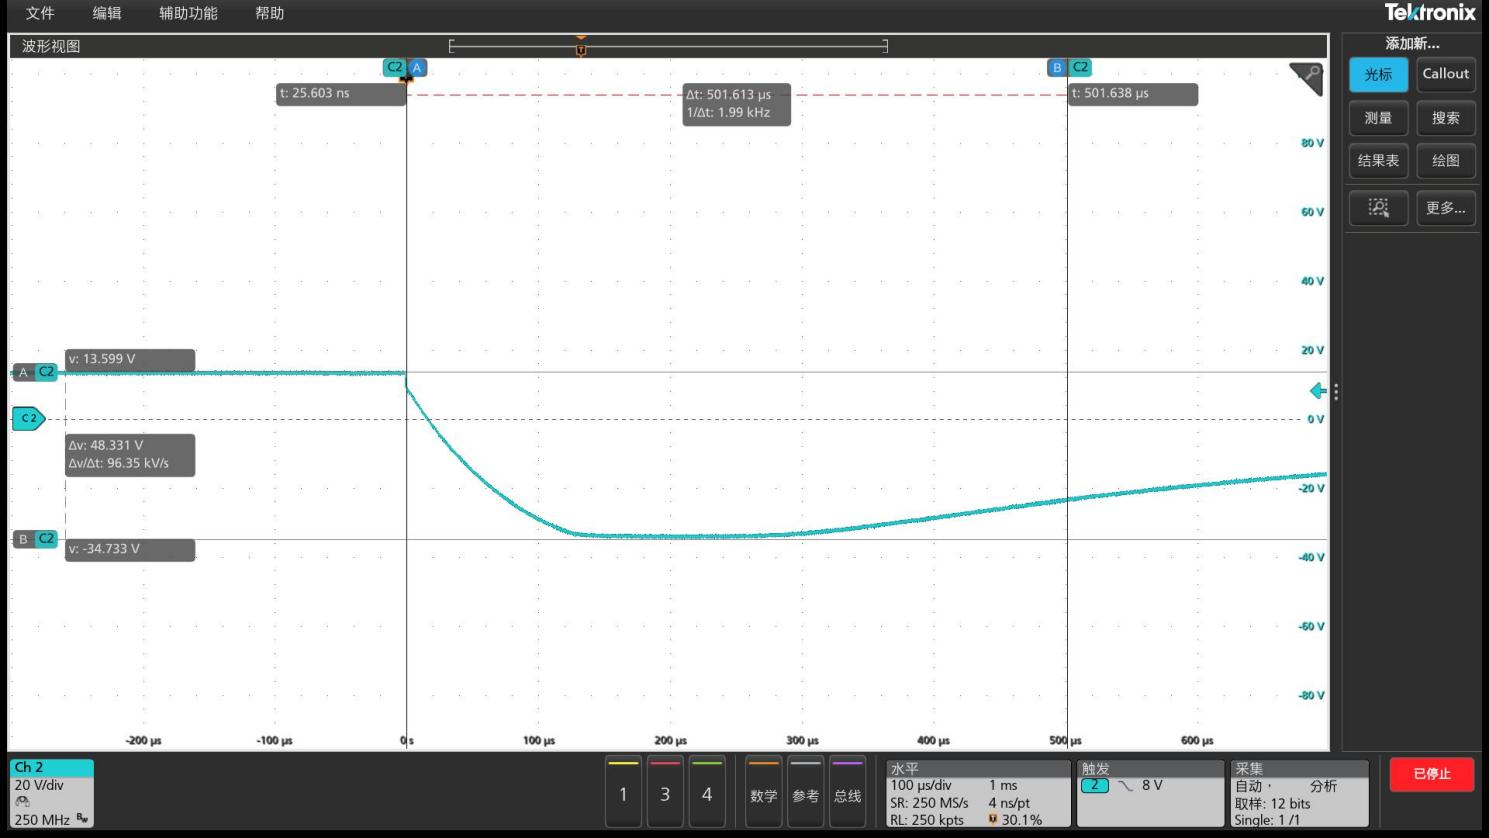 文件 编辑 辅助功能 帮助
Tektronix
波形视图
添加新...
光标 Callout
测量 搜索
结果表 绘图
更多...
C2 A
B C2
t: 25.603 ns
Δt: 501.613 µs
1/Δt: 1.99 kHz
t: 501.638 µs
80 V
60 V
40 V
20 V
0 V
-20 V
-40 V
-60 V
-80 V
v: 13.599 V
A C2
C 2
Δv: 48.331 V
Δv/Δt: 96.35 kV/s
B C2
v: -34.733 V
-200 µs -100 µs 0 s 100 µs 200 µs 300 µs 400 µs 500 µs 600 µs
Ch 2
20 V/div
250 MHz Bw
1 3 4 数学 参考 总线
水平
100 µs/div 1 ms
SR: 250 MS/s 4 ns/pt
RL: 250 kpts T 30.1%
触发
2 8 V
采集
自动, 分析
取样: 12 bits
Single: 1 /1
已停止